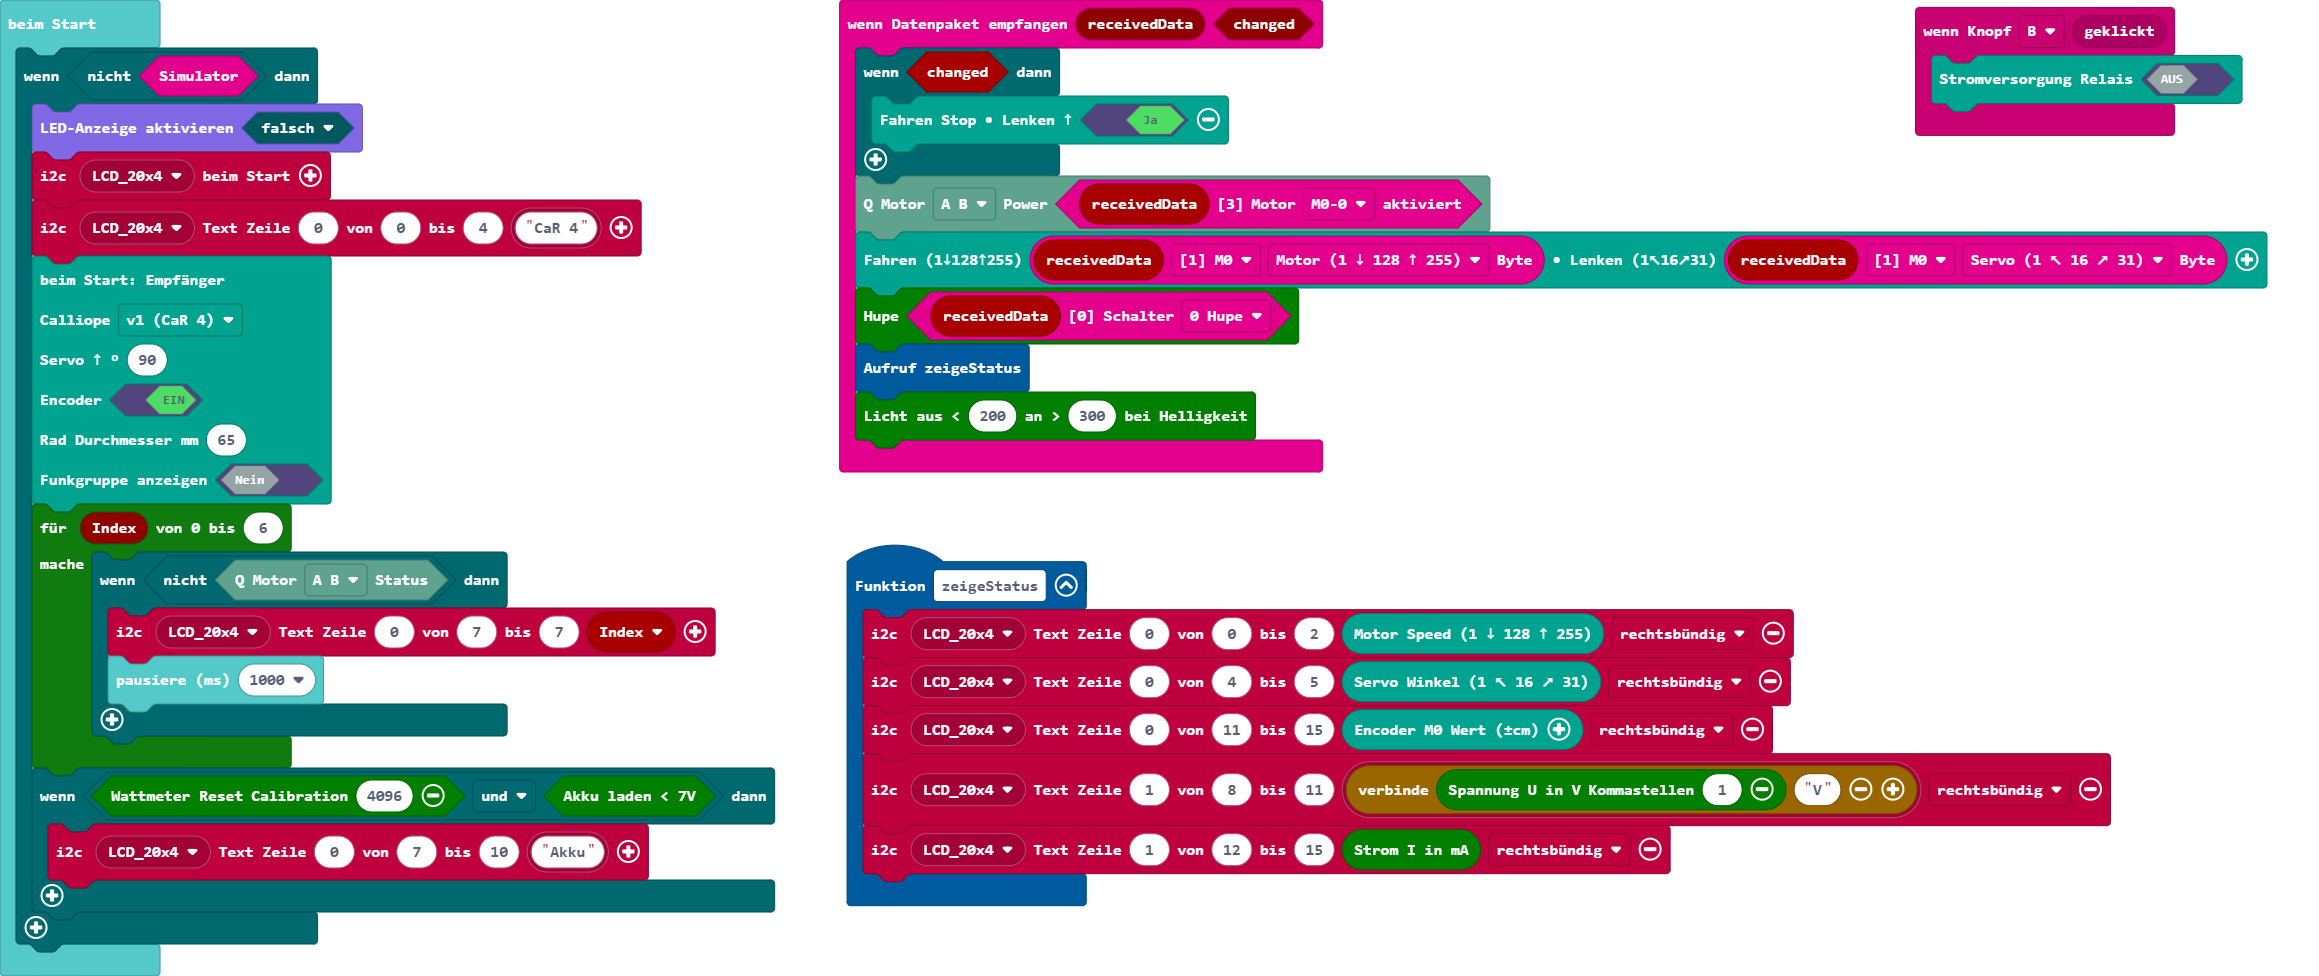 beim Start
wenn nicht Simulator dann
LED-Anzeige aktivieren falsch
i2c LCD_20x4 beim Start
i2c LCD_20x4 Text Zeile 0 von 0 bis 4 "CaR 4"
beim Start: Empfänger
Calliope v1 (CaR 4)
Servo ↑ ° 90
Encoder EIN
Rad Durchmesser mm 65
Funkgruppe anzeigen Nein
für Index von 0 bis 6
mache
wenn nicht Q Motor A B Status dann
i2c LCD_20x4 Text Zeile 0 von 7 bis 7 Index
pausiere (ms) 1000
wenn Wattmeter Reset Calibration 4096 und Akku laden < 7V dann
i2c LCD_20x4 Text Zeile 0 von 7 bis 10 "Akku"
wenn Datenpaket empfangen receivedData changed
wenn changed dann
Fahren Stop • Lenken ↑ Ja
Q Motor A B Power receivedData [3] Motor M0-0 aktiviert
Fahren (1↓128↑255) receivedData [1] M0 Motor (1 ↓ 128 ↑ 255) Byte • Lenken (1↖16↗31) receivedData [1] M0 Servo (1 ↖ 16 ↗ 31) Byte
Hupe receivedData [0] Schalter 0 Hupe
Aufruf zeigeStatus
Licht aus < 200 an > 300 bei Helligkeit
wenn Knopf B geklickt
Stromversorgung Relais AUS
Funktion zeigeStatus
i2c LCD_20x4 Text Zeile 0 von 0 bis 2 Motor Speed (1 ↓ 128 ↑ 255) rechtsbündig
i2c LCD_20x4 Text Zeile 0 von 4 bis 5 Servo Winkel (1 ↖ 16 ↗ 31) rechtsbündig
i2c LCD_20x4 Text Zeile 0 von 11 bis 15 Encoder M0 Wert (±cm) rechtsbündig
i2c LCD_20x4 Text Zeile 1 von 8 bis 11 verbinde Spannung U in V Kommastellen 1 "V" rechtsbündig
i2c LCD_20x4 Text Zeile 1 von 12 bis 15 Strom I in mA rechtsbündig